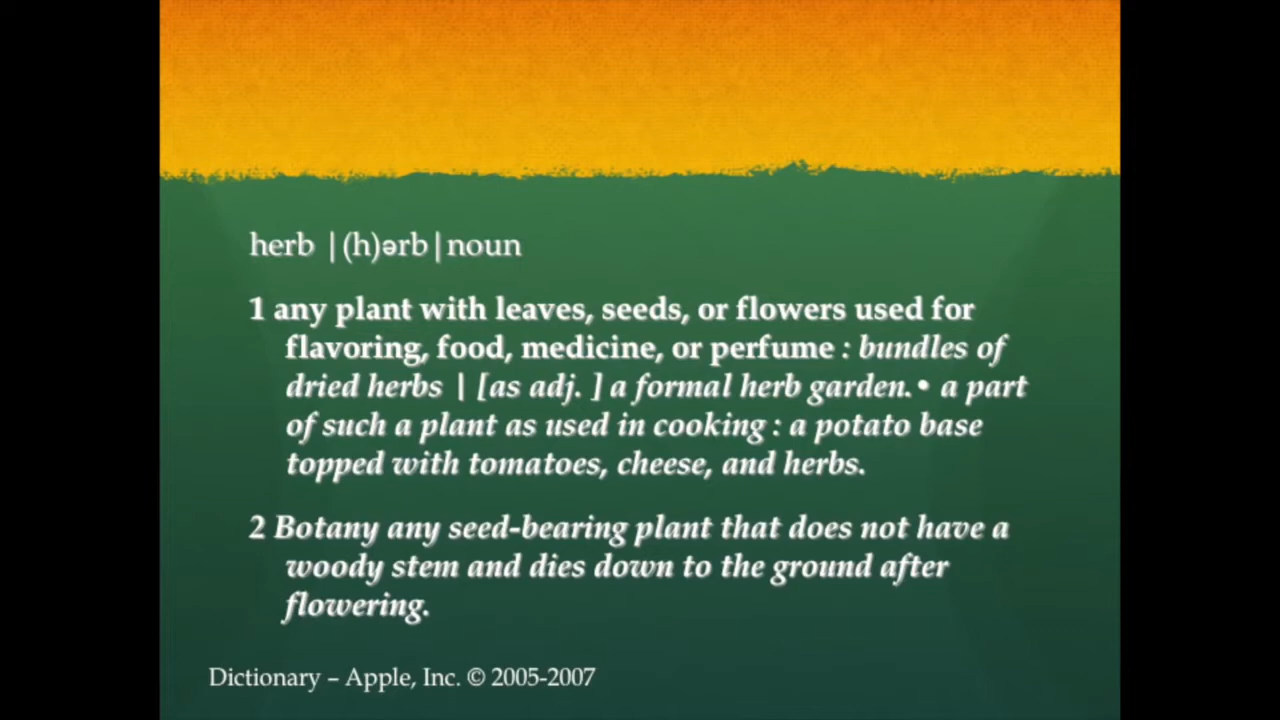 herb |(h)ərb|noun
1 any plant with leaves, seeds, or flowers used for
flavoring, food, medicine, or perfume : bundles of
dried herbs | [as adj. ] a formal herb garden.• a part
of such a plant as used in cooking : a potato base
topped with tomatoes, cheese, and herbs.
2 Botany any seed-bearing plant that does not have a
woody stem and dies down to the ground after
flowering.
Dictionary – Apple, Inc. © 2005-2007